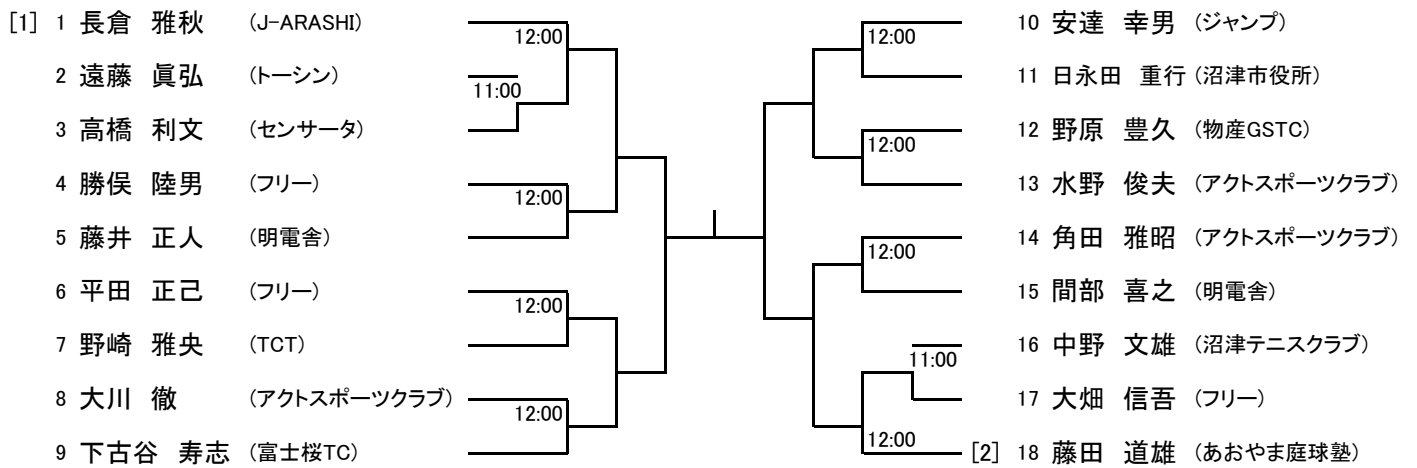 [1] 1 長倉 雅秋 (J-ARASHI)
12:00
2 遠藤 眞弘 (トーシン)
11:00
3 高橋 利文 (センサータ)
4 勝俣 陸男 (フリー)
12:00
5 藤井 正人 (明電舎)
6 平田 正己 (フリー)
12:00
7 野崎 雅央 (TCT)
8 大川 徹 (アクトスポーツクラブ)
12:00
9 下古谷 寿志 (富士桜TC)
10 安達 幸男 (ジャンプ)
12:00
11 日永田 重行 (沼津市役所)
12 野原 豊久 (物産GSTC)
12:00
13 水野 俊夫 (アクトスポーツクラブ)
14 角田 雅昭 (アクトスポーツクラブ)
12:00
15 間部 喜之 (明電舎)
16 中野 文雄 (沼津テニスクラブ)
11:00
17 大畑 信吾 (フリー)
12:00
[2] 18 藤田 道雄 (あおやま庭球塾)